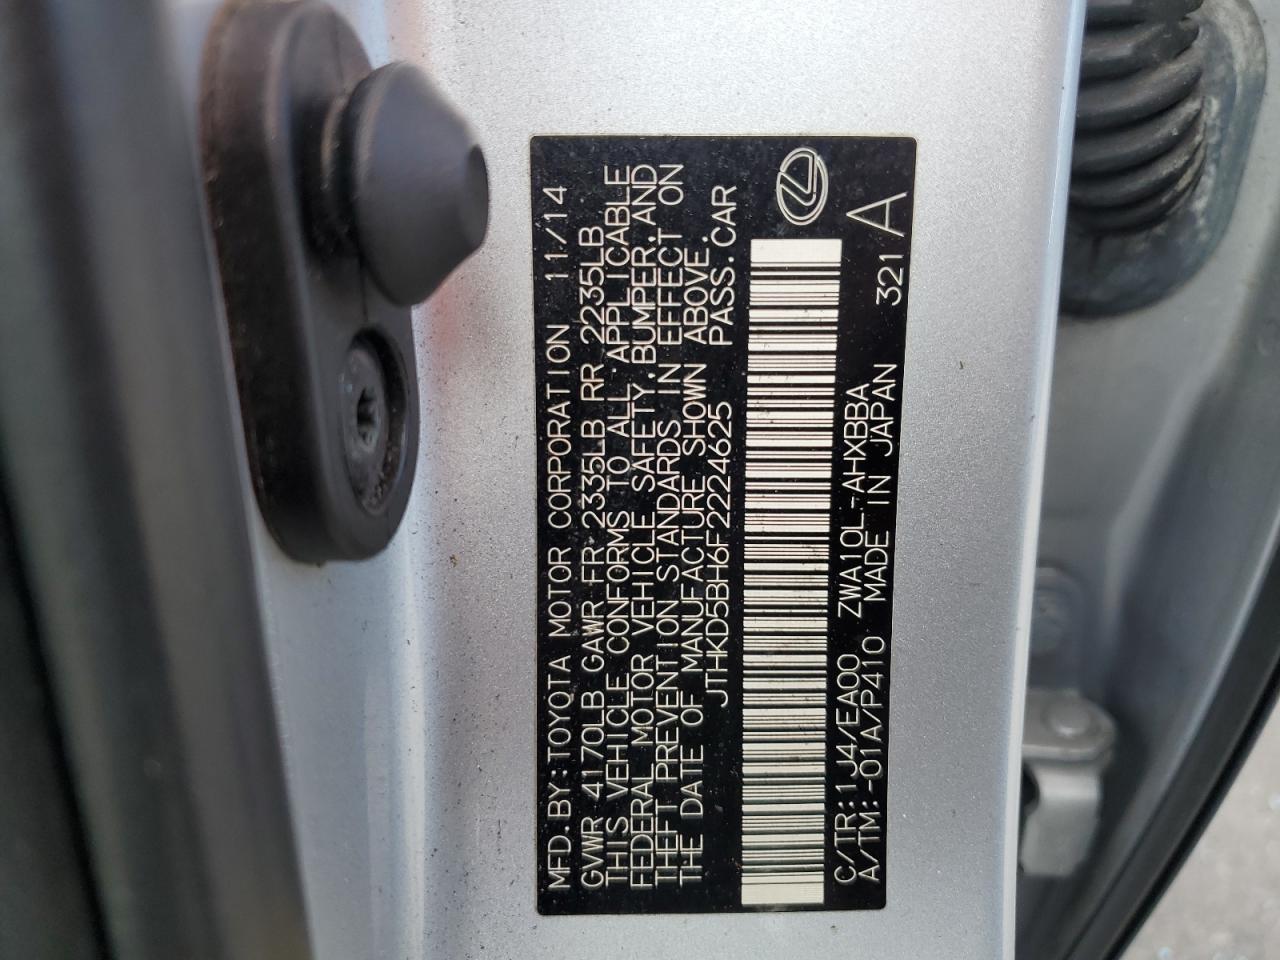 MFD. BY: TOYOTA MOTOR CORPORATION 11/14
GVWR 4170LB GAWR FR 2335LB RR 2235LB
THIS VEHICLE CONFORMS TO ALL APPLICABLE
FEDERAL MOTOR VEHICLE SAFETY, BUMPER, AND
THEFT PREVENTION STANDARDS IN EFFECT ON
THE DATE OF MANUFACTURE SHOWN ABOVE.
JTHKD5BH6F2224625 PASS. CAR
C/TR: 1J4/EA00 ZWA10L-AHXBBA 321
A/TM: -01A/P410 MADE IN JAPAN A